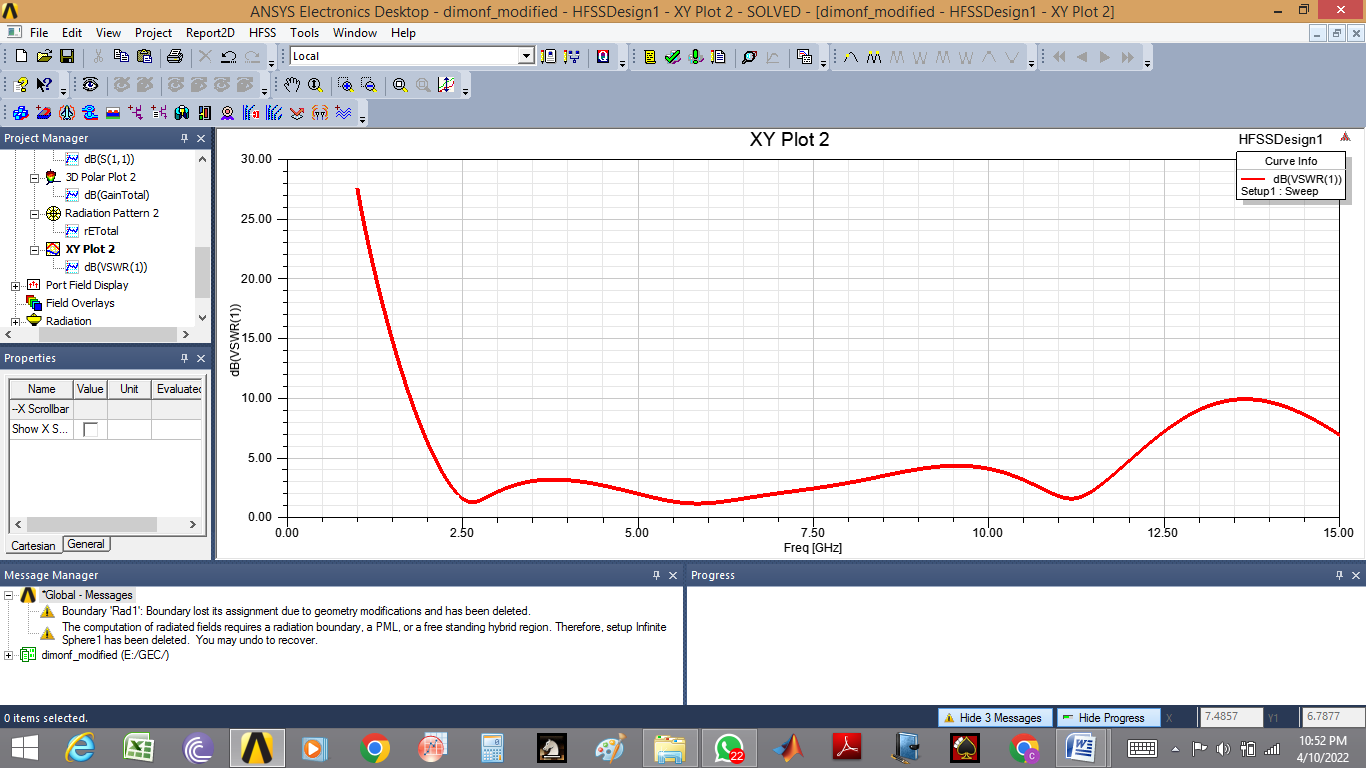 ANSYS Electronics Desktop - dimonf_modified - HFSSDesign1 - XY Plot 2 - SOLVED - [dimonf_modified - HFSSDesign1 - XY Plot 2]
File Edit View Project Report2D HFSS Tools Window Help
Local
Project Manager
dB(S(1,1))
3D Polar Plot 2
dB(GainTotal)
Radiation Pattern 2
rETotal
XY Plot 2
dB(VSWR(1))
Port Field Display
Field Overlays
Radiation
Properties
Name Value Unit Evaluated
--X Scrollbar
Show X S...
Cartesian General
XY Plot 2
HFSSDesign1
Curve Info
dB(VSWR(1))
Setup1 : Sweep
30.00
25.00
20.00
15.00
10.00
5.00
0.00
dB(VSWR(1))
0.00 2.50 5.00 7.50 10.00 12.50 15.00
Freq [GHz]
Message Manager
*Global - Messages
Boundary 'Rad1': Boundary lost its assignment due to geometry modifications and has been deleted.
The computation of radiated fields requires a radiation boundary, a PML, or a free standing hybrid region. Therefore, setup Infinite
Sphere1 has been deleted. You may undo to recover.
dimonf_modified (E:/GEC/)
Progress
0 items selected.
Hide 3 Messages Hide Progress X 7.4857 Y1 6.7877
22
10:52 PM
4/10/2022